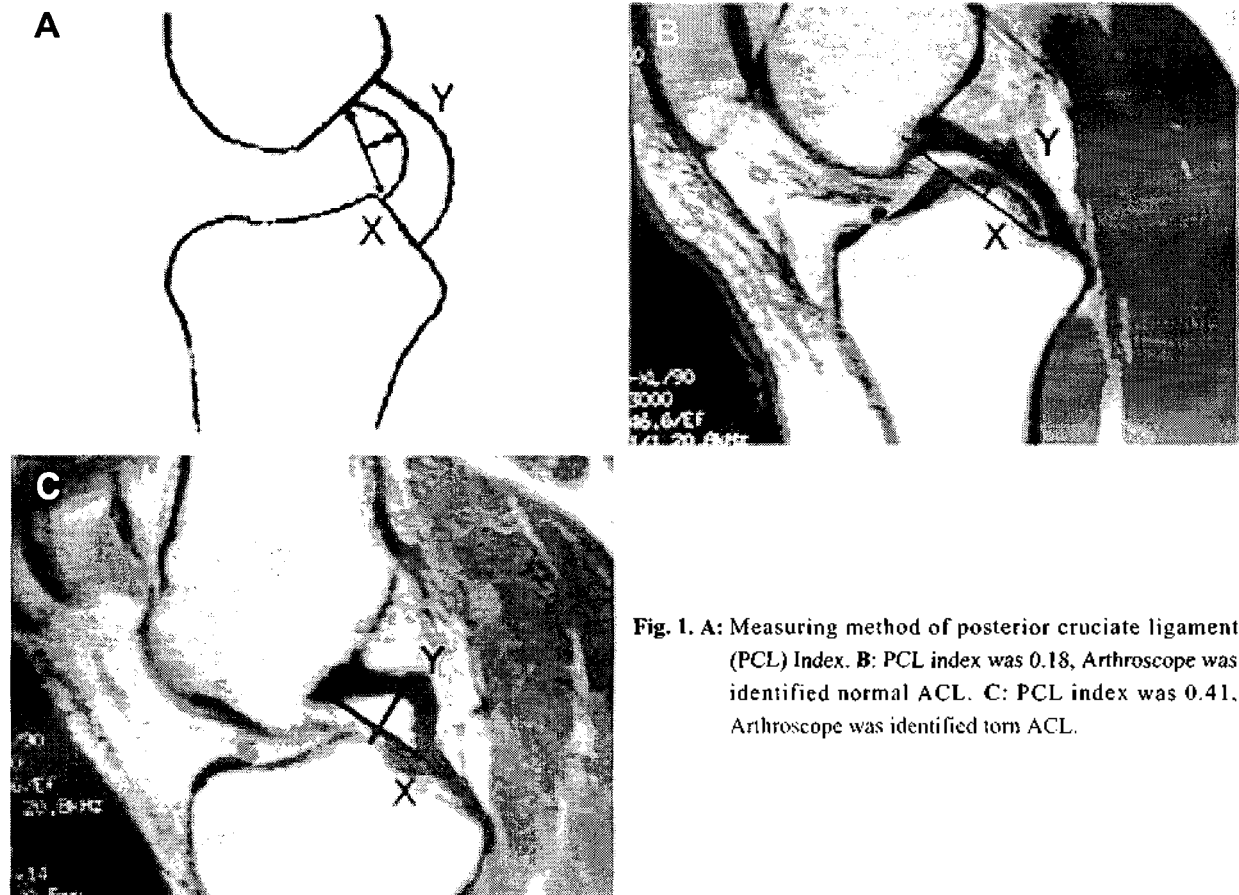 A
Y
X
B
Y
X
3000
C
Y
X
Fig. 1. A: Measuring method of posterior cruciate ligament
(PCL) Index. B: PCL index was 0.18, Arthroscope was
identified normal ACL. C: PCL index was 0.41,
Arthroscope was identified torn ACL.